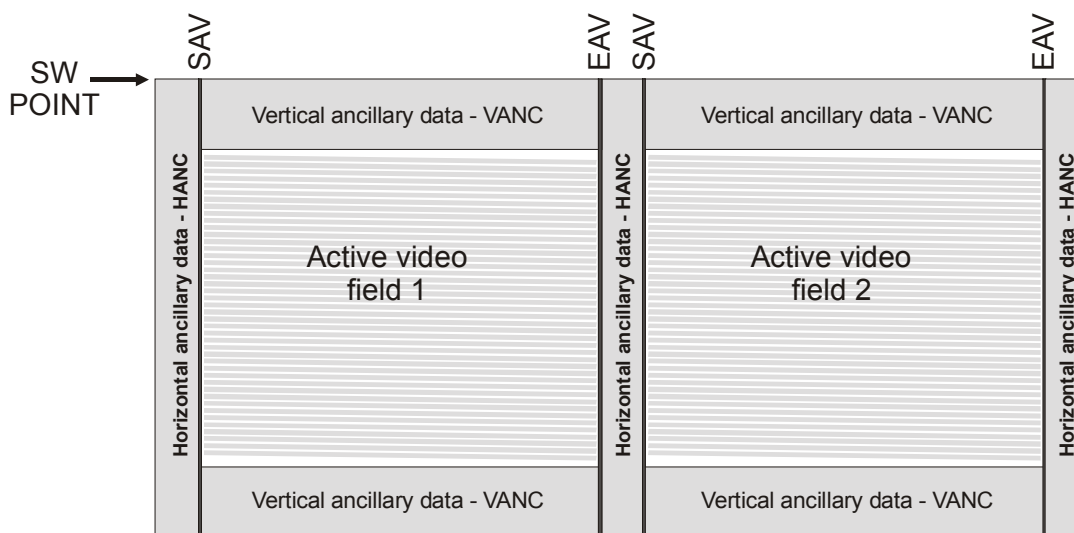 SAV
EAV
SAV
EAV
SW
POINT
Vertical ancillary data - VANC
Vertical ancillary data - VANC
Horizontal ancillary data - HANC
Active video
field 1
Horizontal ancillary data - HANC
Active video
field 2
Horizontal ancillary data - HANC
Vertical ancillary data - VANC
Vertical ancillary data - VANC